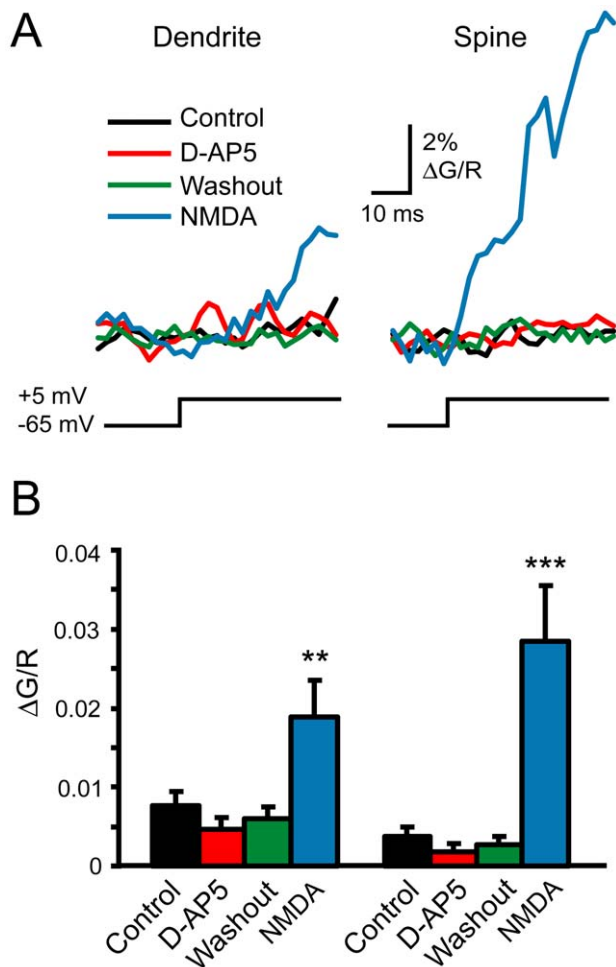 A
Dendrite Spine
Control
D-AP5
Washout
NMDA
2%
ΔG/R
10 ms
+5 mV
-65 mV
B
0.04
0.03
0.02
0.01
0
ΔG/R
** ***
Control D-AP5 Washout NMDA Control D-AP5 Washout NMDA